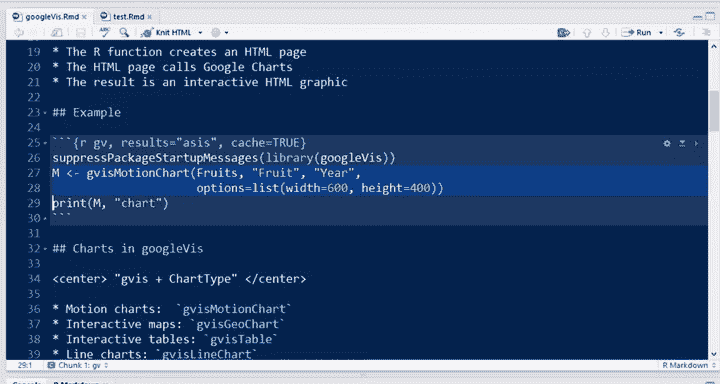 googleVis.Rmd × test.Rmd ×
Knit HTML Run
19 * The R function creates an HTML page
20 * The HTML page calls Google Charts
21 * The result is an interactive HTML graphic
22
23 ## Example
24
25 ```{r gv, results="asis", cache=TRUE}
26 suppressPackageStartupMessages(library(googleVis))
27 M <- gvisMotionChart(Fruits, "Fruit", "Year",
28 options=list(width=600, height=400))
29 print(M, "chart")
30 ```
31
32 ## Charts in googleVis
33
34 <center> "gvis + ChartType" </center>
35
36 * Motion charts:  `gvisMotionChart`
37 * Interactive maps: `gvisGeoChart`
38 * Interactive tables: `gvisTable`
39 * Line charts: `gvisLineChart`
29:1 Chunk 1: gv R Markdown